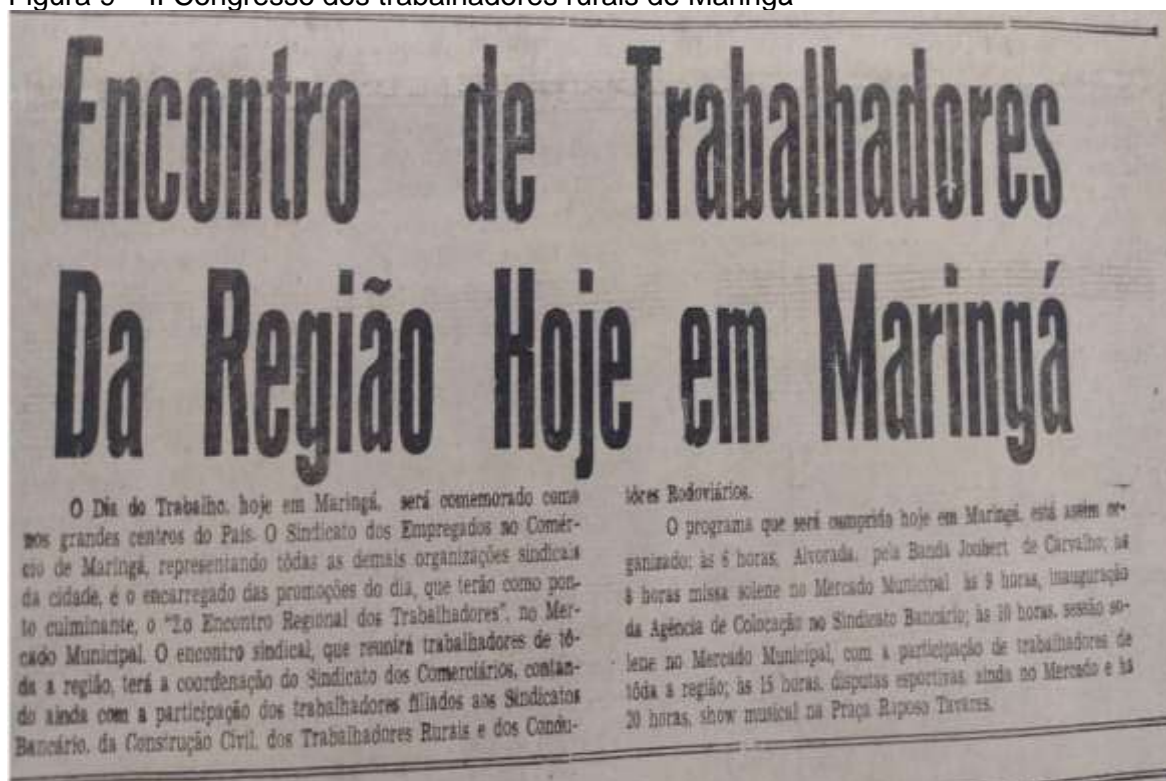 Figura 9 – II Congresso dos trabalhadores rurais de Maringá
Encontro de Trabalhadores
Da Região Hoje em Maringá
O Dia do Trabalho, hoje em Maringá, será comemorado como
nos grandes centros do País. O Sindicato dos Empregados no Comér-
cio de Maringá, representando tôdas as demais organizações sindicais
da cidade, é o encarregado das promoções do dia, que terão como pon-
to culminante, o "2o Encontro Regional dos Trabalhadores", no Mer-
cado Municipal. O encontro sindical, que reunirá trabalhadores de tô-
da a região, terá a coordenação do Sindicato dos Comerciários, contan-
do ainda com a participação dos trabalhadores filiados aos Sindicatos
Bancário, da Construção Civil, dos Trabalhadores Rurais e dos Condu-
tôres Rodoviários.
O programa que será cumprida hoje em Maringá, está assim or-
ganizado: às 6 horas, Alvorada, pela Banda Joubert de Carvalho; às
8 horas missa solene no Mercado Municipal às 9 horas, inauguração
da Agência de Colocação no Sindicato Bancário; às 10 horas, sessão so-
lene no Mercado Municipal, com a participação de trabalhadores de
tôda a região; às 15 horas, disputas esportivas, ainda no Mercado e às
20 horas, show musical na Praça Raposo Tavares.